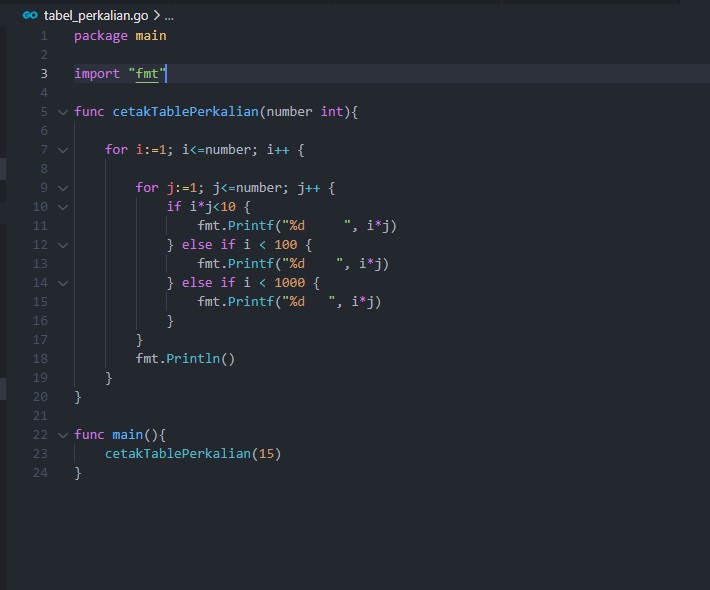 GO tabel_perkalian.go > ...
1 package main
2
3 import "fmt"
4
5 func cetakTablePerkalian(number int){
6
7     for i:=1; i<=number; i++ {
8
9         for j:=1; j<=number; j++ {
10             if i*j<10 {
11                 fmt.Printf("%d     ", i*j)
12             } else if i < 100 {
13                 fmt.Printf("%d    ", i*j)
14             } else if i < 1000 {
15                 fmt.Printf("%d   ", i*j)
16             }
17         }
18         fmt.Println()
19     }
20 }
21
22 func main(){
23     cetakTablePerkalian(15)
24 }